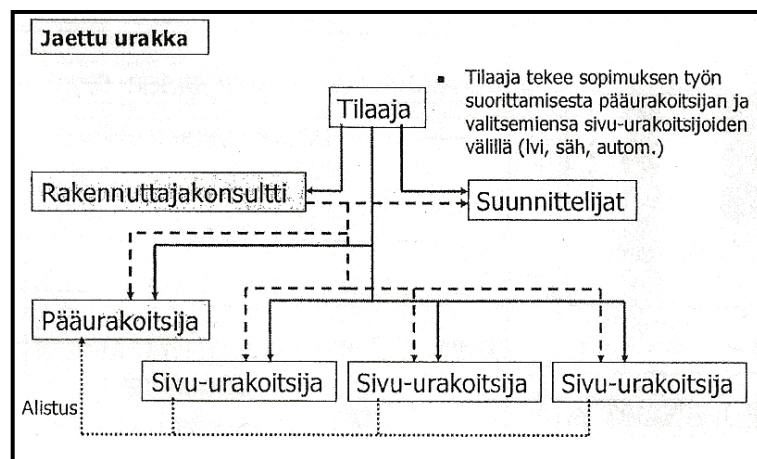 Jaettu urakka
▪ Tilaaja tekee sopimuksen työn
suorittamisesta pääurakoitsijan ja
valitsemiensa sivu-urakoitsijoiden
välillä (lvi, säh, autom.)
Tilaaja
Rakennuttajakonsultti
Suunnittelijat
Pääurakoitsija
Sivu-urakoitsija
Sivu-urakoitsija
Sivu-urakoitsija
Alistus